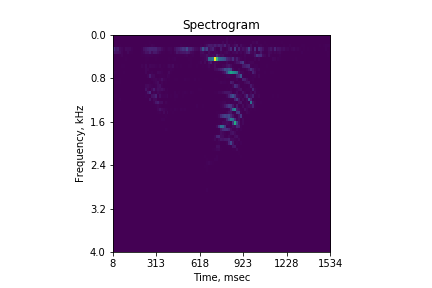 Spectrogram
0.0
0.8
1.6
2.4
3.2
4.0
Frequency, kHz
8 313 618 923 1228 1534
Time, msec